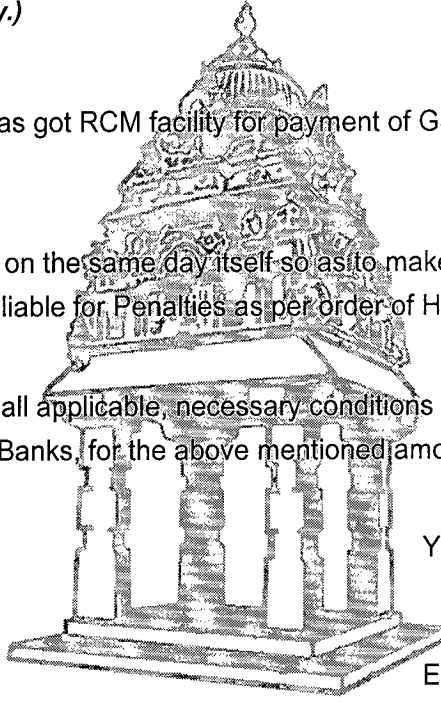 y.)
as got RCM facility for payment of G
on the same day itself so as to make
liable for Penalties as per order of H
all applicable, necessary conditions
Banks, for the above mentioned amo
Y
E